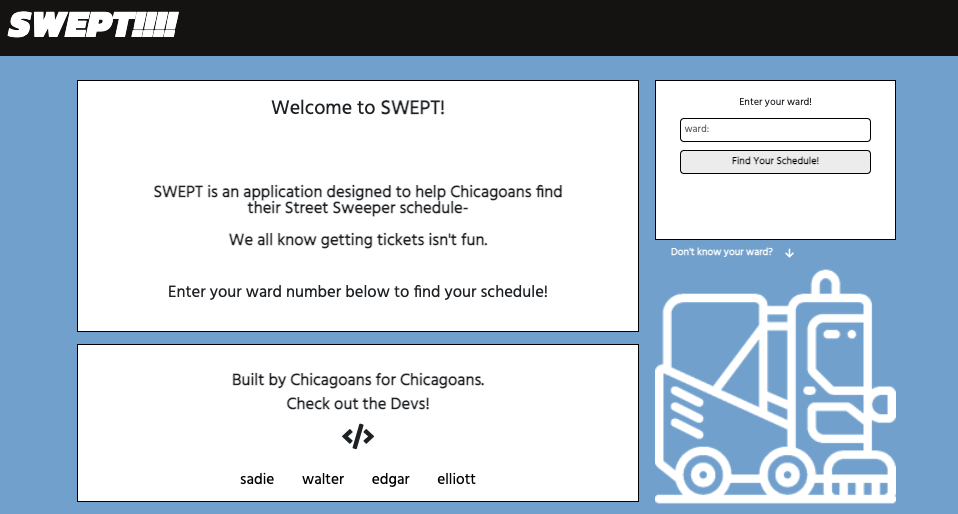 SWEPT!!!!
Welcome to SWEPT!
SWEPT is an application designed to help Chicagoans find
their Street Sweeper schedule-
We all know getting tickets isn't fun.
Enter your ward number below to find your schedule!
Enter your ward!
ward:
Find Your Schedule!
Don't know your ward? ↓
Built by Chicagoans for Chicagoans.
Check out the Devs!
</>
sadie walter edgar elliott